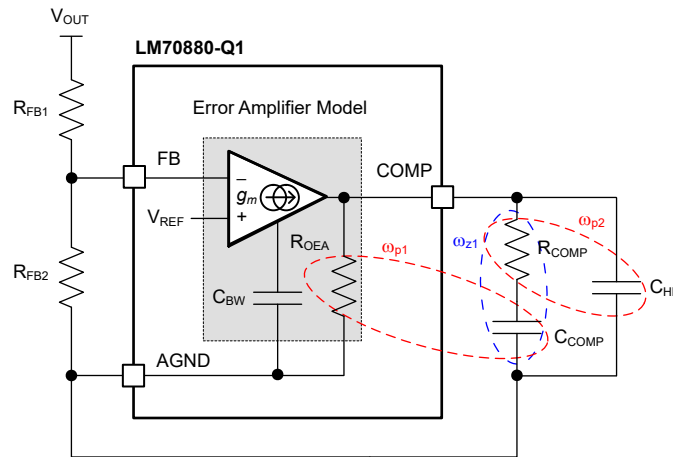 VOUT
LM70880-Q1
Error Amplifier Model
RFB1
FB
COMP
gm
VREF
−
+
ROEA
ωp1
ωz1
ωp2
RCOMP
RFB2
CBW
CHF
CCOMP
AGND